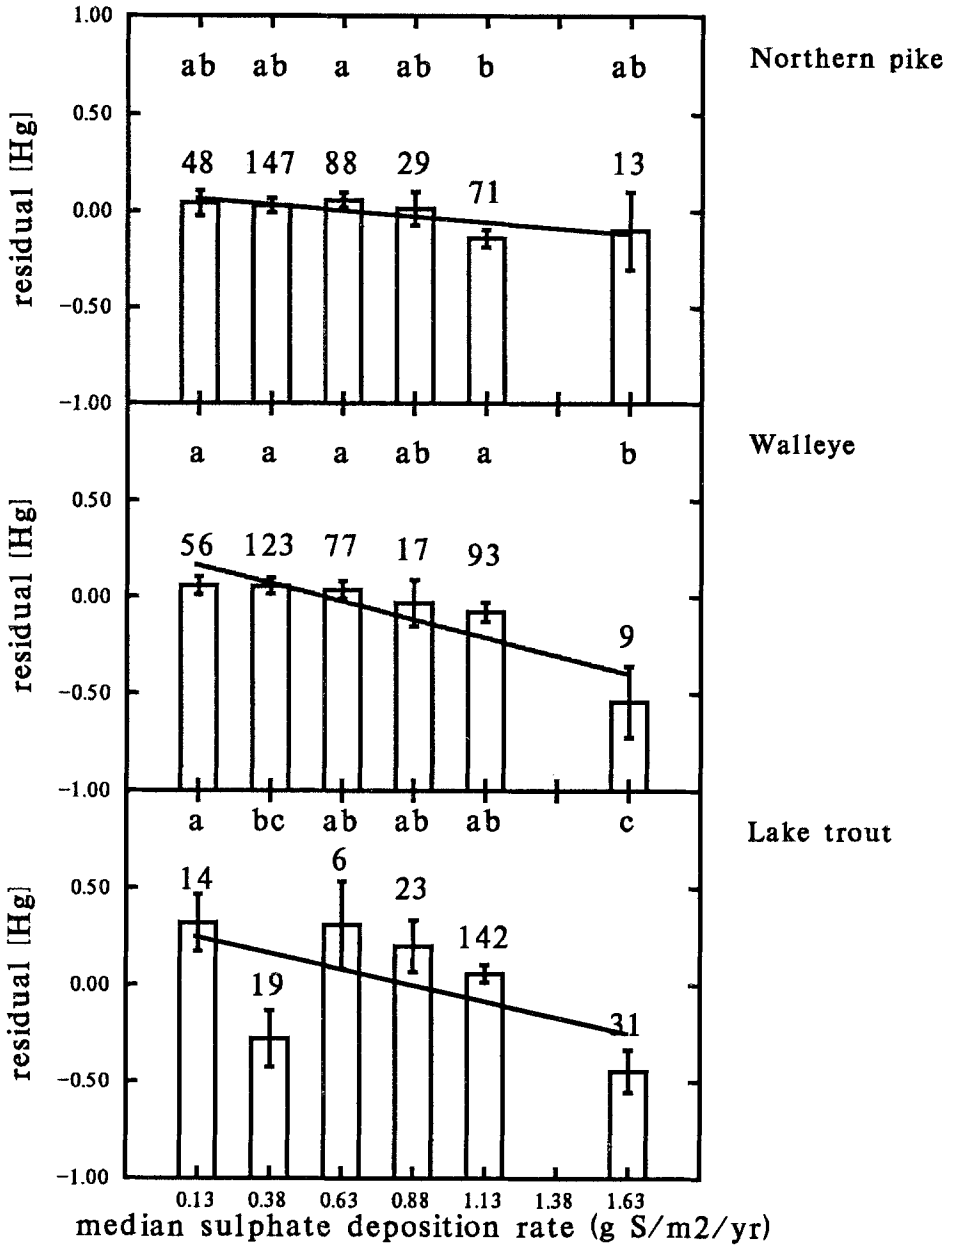 1.00
ab ab a ab b ab
Northern pike
0.50
48 147 88 29 71 13
0.00
−0.50
−1.00
residual [Hg]
a a a ab a b
Walleye
0.50
56 123 77 17 93 9
0.00
−0.50
−1.00
residual [Hg]
a bc ab ab ab c
Lake trout
0.50
14 19 6 23 142 31
0.00
−0.50
−1.00
residual [Hg]
0.13 0.38 0.63 0.88 1.13 1.38 1.63
median sulphate deposition rate (g S/m2/yr)